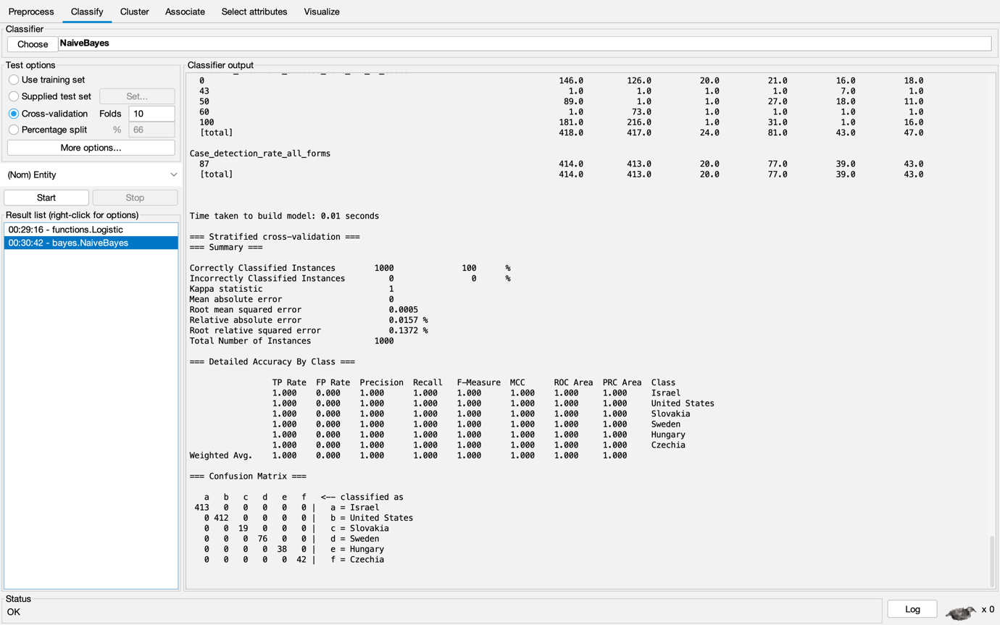 Preprocess Classify Cluster Associate Select attributes Visualize
Classifier
Choose NaiveBayes
Test options
Use training set
Supplied test set Set...
Cross-validation Folds 10
Percentage split % 66
More options...
(Nom) Entity
Start Stop
Result list (right-click for options)
00:29:16 - functions.Logistic
00:30:42 - bayes.NaiveBayes
Classifier output
0 146.0 126.0 20.0 21.0 16.0 18.0
43 1.0 1.0 1.0 1.0 7.0 1.0
50 89.0 1.0 1.0 27.0 18.0 11.0
60 1.0 73.0 1.0 1.0 1.0 1.0
100 181.0 216.0 1.0 31.0 1.0 16.0
[total] 418.0 417.0 24.0 81.0 43.0 47.0
Case_detection_rate_all_forms
87 414.0 413.0 20.0 77.0 39.0 43.0
[total] 414.0 413.0 20.0 77.0 39.0 43.0
Time taken to build model: 0.01 seconds
=== Stratified cross-validation ===
=== Summary ===
Correctly Classified Instances 1000 100 %
Incorrectly Classified Instances 0 0 %
Kappa statistic 1
Mean absolute error 0
Root mean squared error 0.0005
Relative absolute error 0.0157 %
Root relative squared error 0.1372 %
Total Number of Instances 1000
=== Detailed Accuracy By Class ===
TP Rate FP Rate Precision Recall F-Measure MCC ROC Area PRC Area Class
1.000 0.000 1.000 1.000 1.000 1.000 1.000 1.000 Israel
1.000 0.000 1.000 1.000 1.000 1.000 1.000 1.000 United States
1.000 0.000 1.000 1.000 1.000 1.000 1.000 1.000 Slovakia
1.000 0.000 1.000 1.000 1.000 1.000 1.000 1.000 Sweden
1.000 0.000 1.000 1.000 1.000 1.000 1.000 1.000 Hungary
1.000 0.000 1.000 1.000 1.000 1.000 1.000 1.000 Czechia
Weighted Avg. 1.000 0.000 1.000 1.000 1.000 1.000 1.000 1.000
=== Confusion Matrix ===
a b c d e f <-- classified as
413 0 0 0 0 0 | a = Israel
0 412 0 0 0 0 | b = United States
0 0 19 0 0 0 | c = Slovakia
0 0 0 76 0 0 | d = Sweden
0 0 0 0 38 0 | e = Hungary
0 0 0 0 0 42 | f = Czechia
Status
OK
Log x 0